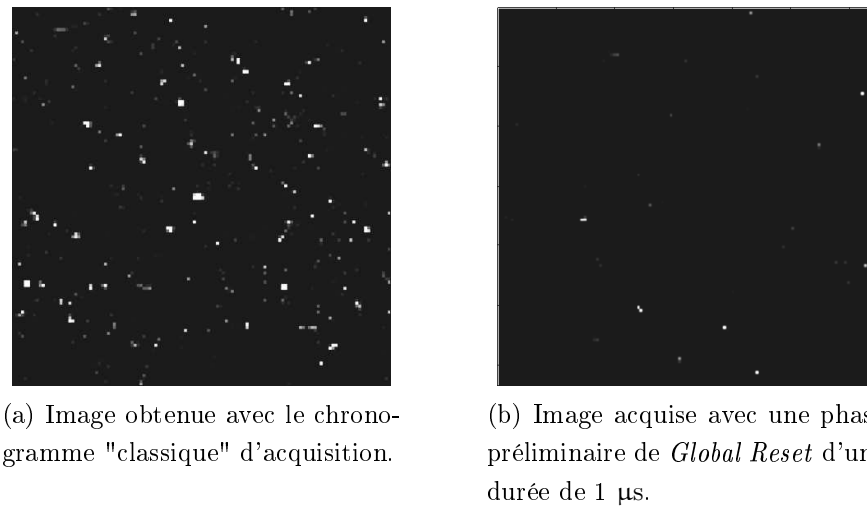 (a) Image obtenue avec le chrono-
gramme "classique" d'acquisition.
(b) Image acquise avec une phas
préliminaire de Global Reset d'un
durée de 1 µs.